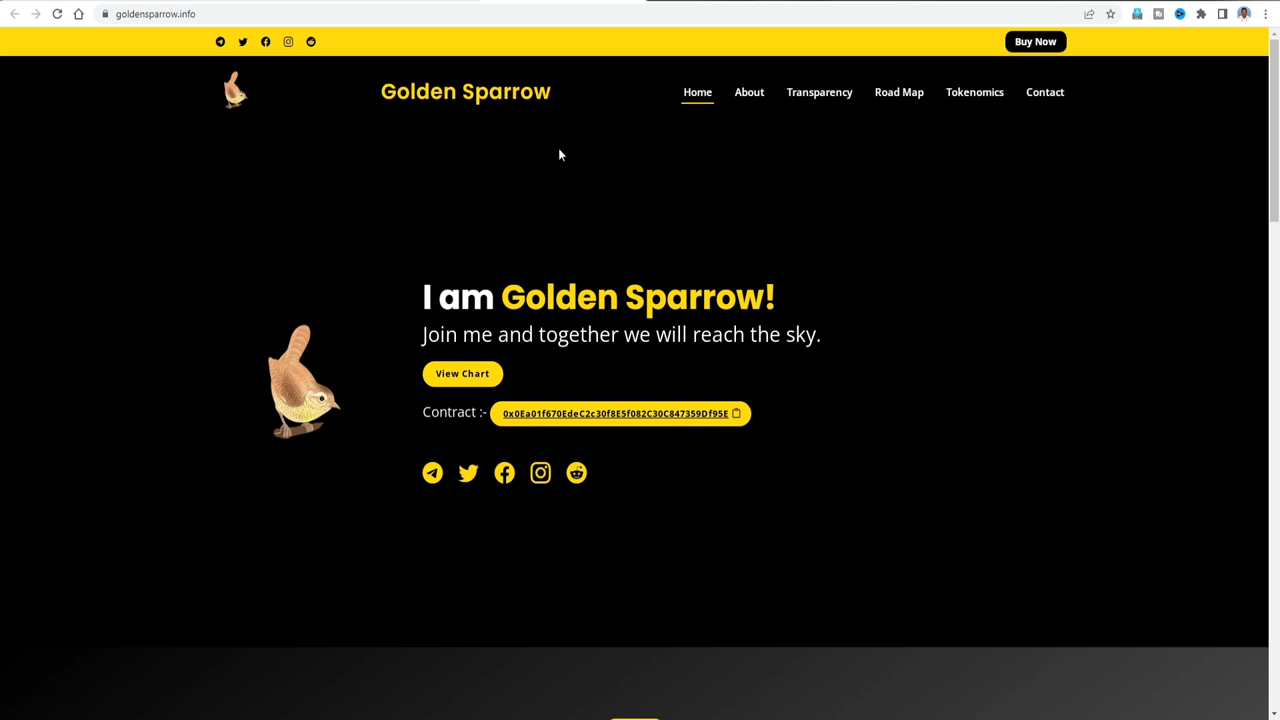 goldensparrow.info
Buy Now
Golden Sparrow
Home About Transparency Road Map Tokenomics Contact
I am Golden Sparrow!
Join me and together we will reach the sky.
View Chart
Contract :- 0x0Ea01f670EdeC2c30f8E5f082C30C847359Df95E